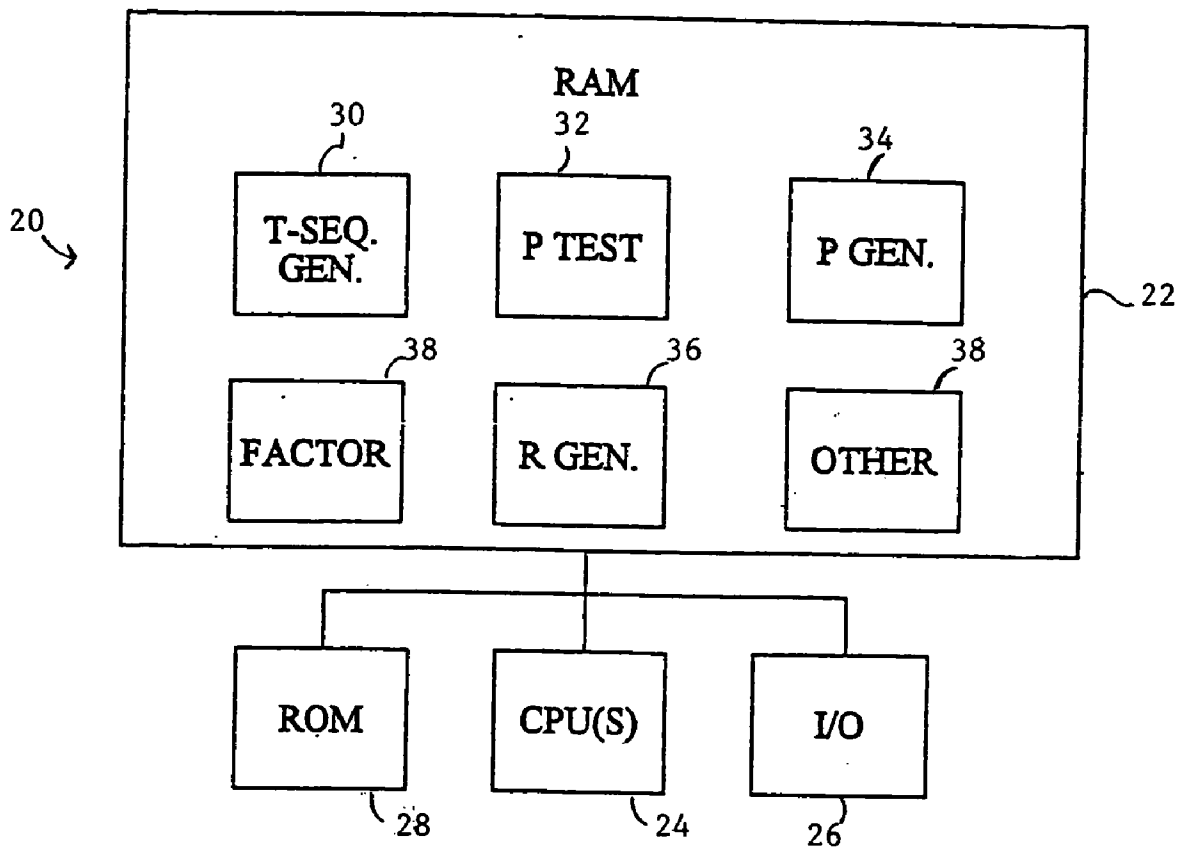 RAM
30
32
34
20
T-SEQ.
GEN.
P TEST
P GEN.
22
38
36
38
FACTOR
R GEN.
OTHER
ROM
CPU(S)
I/O
28
24
26